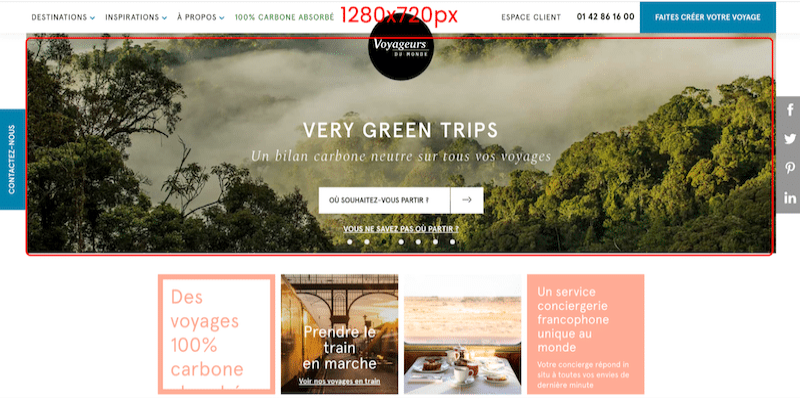 DESTINATIONS
INSPIRATIONS
À PROPOS
100% CARBONE ABSORBÉ
1280x720px
ESPACE CLIENT
01 42 86 16 00
FAITES CRÉER VOTRE VOYAGE
Voyageurs
DU MONDE
CONTACTEZ-NOUS
VERY GREEN TRIPS
Un bilan carbone neutre sur tous vos voyages
OÙ SOUHAITEZ-VOUS PARTIR ?
VOUS NE SAVEZ PAS OÙ PARTIR ?
Des
voyages
100%
carbone
Prendre le
train
en marche
Voir nos voyages en train
Un service
conciergerie
francophone
unique au
monde
Votre concierge répond in
situ à toutes vos envies de
dernière minute